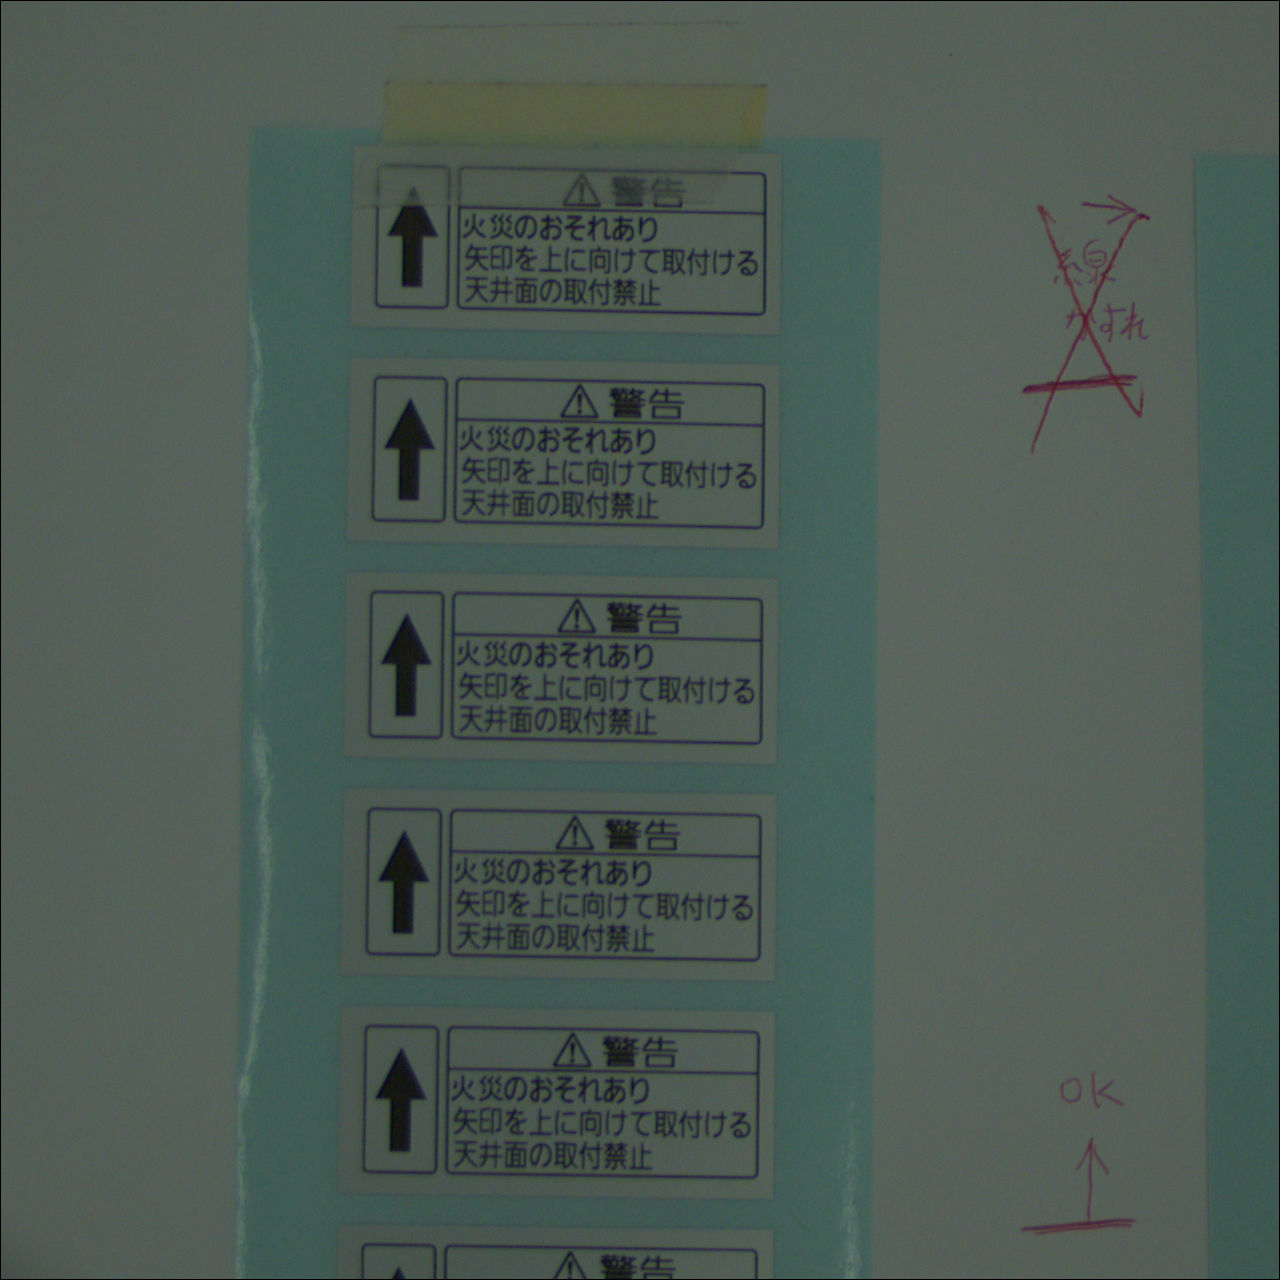 ⚠警告
火災のおそれあり
矢印を上に向けて取付ける
天井面の取付禁止
⚠警告
火災のおそれあり
矢印を上に向けて取付ける
天井面の取付禁止
⚠警告
火災のおそれあり
矢印を上に向けて取付ける
天井面の取付禁止
⚠警告
火災のおそれあり
矢印を上に向けて取付ける
天井面の取付禁止
⚠警告
火災のおそれあり
矢印を上に向けて取付ける
天井面の取付禁止
⚠警告
線
かすれ
OK